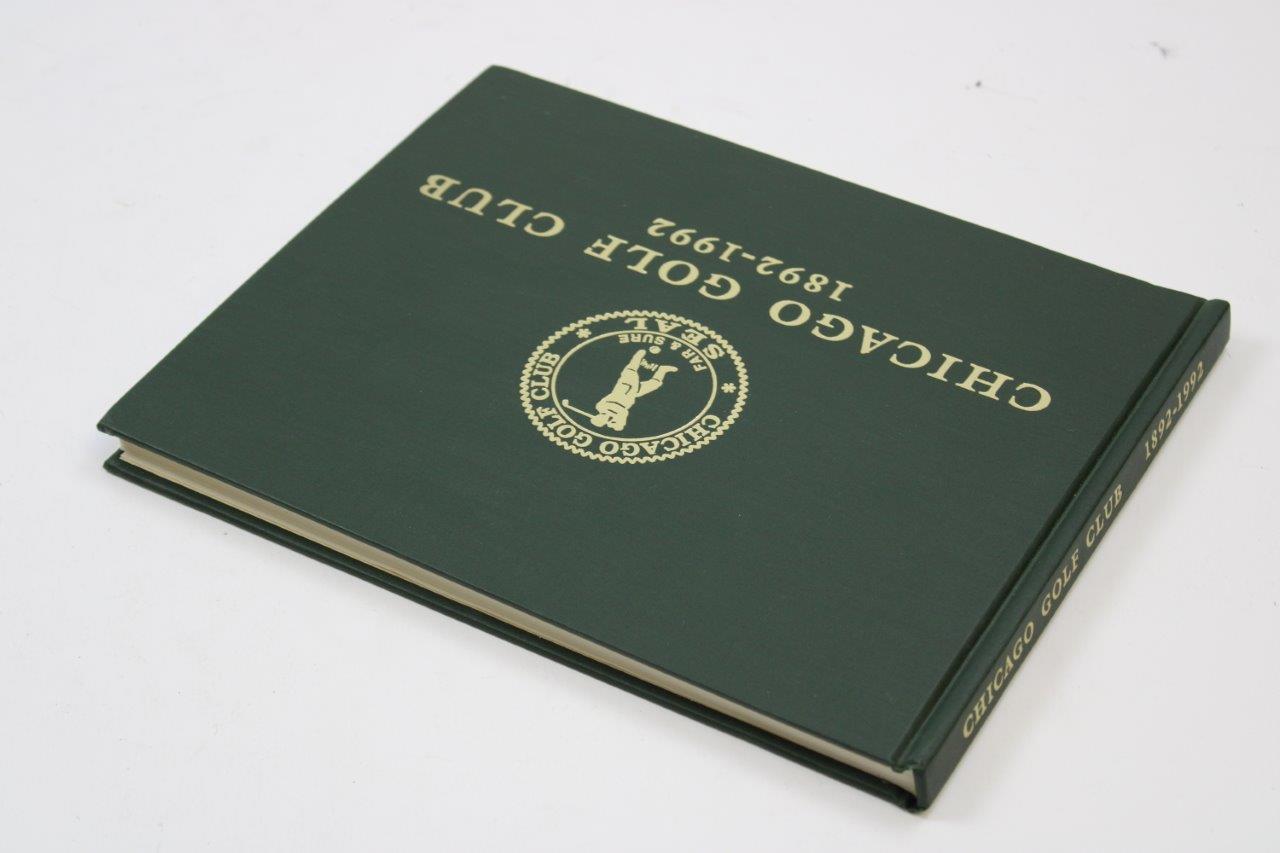 CHICAGO GOLF CLUB
1892-1992
CHICAGO GOLF CLUB
SEAL
FAR & SURE
CHICAGO GOLF CLUB 1892-1992